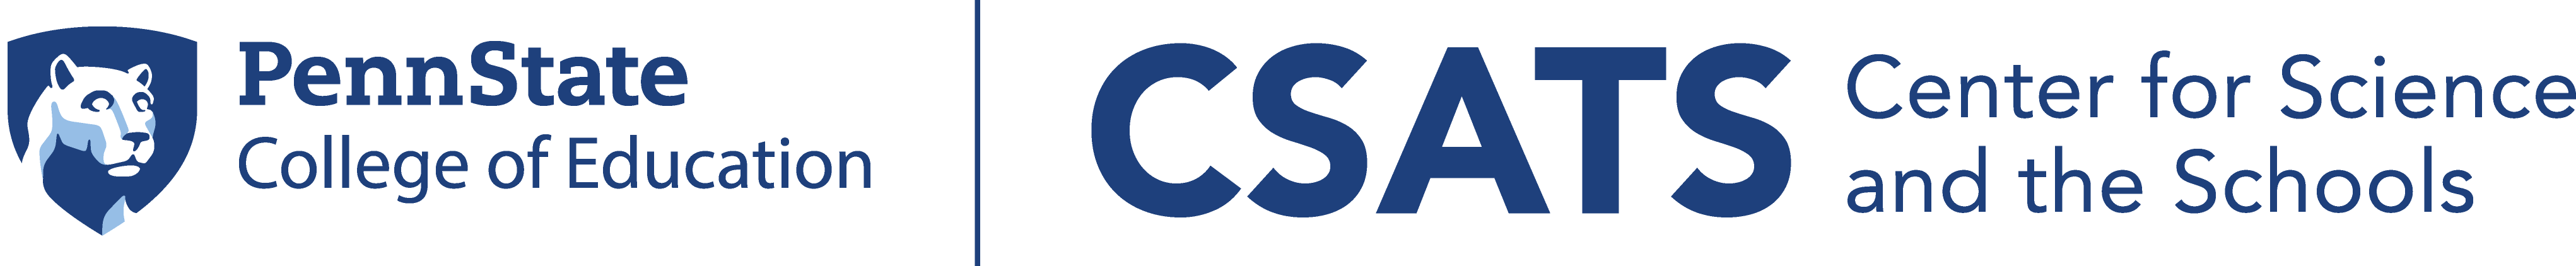 PennState
College of Education
CSATS
Center for Science
and the Schools